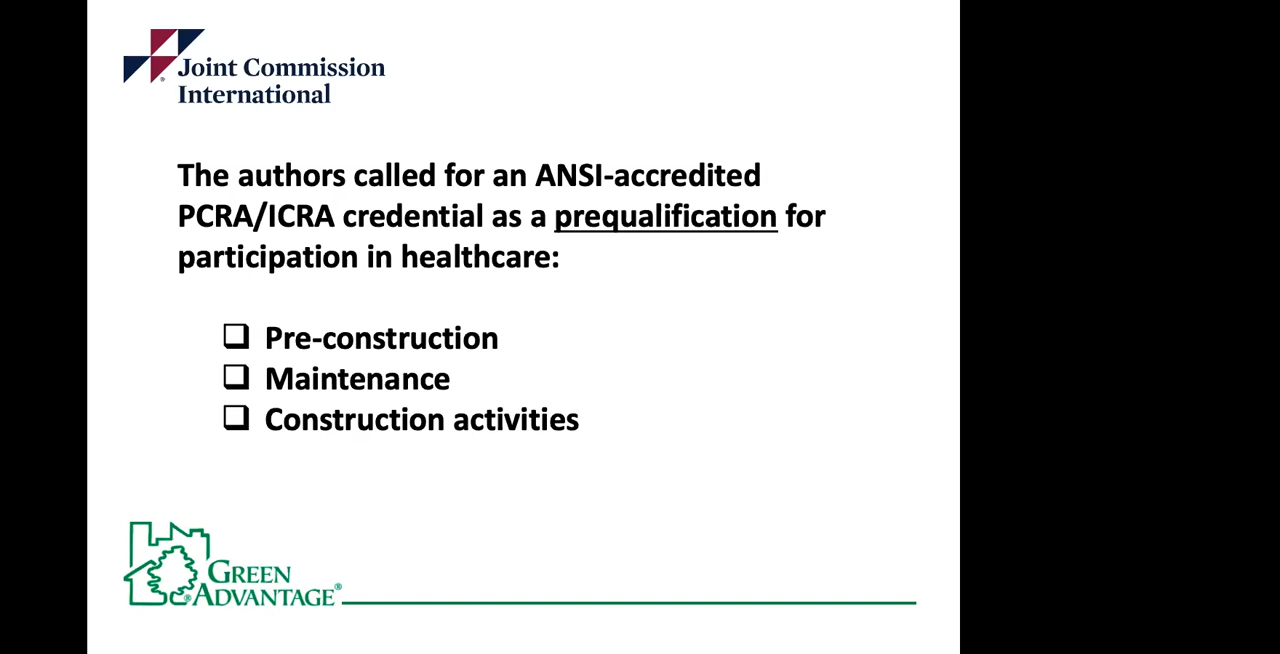 Joint Commission
International
The authors called for an ANSI-accredited
PCRA/ICRA credential as a prequalification for
participation in healthcare:
❑ Pre-construction
❑ Maintenance
❑ Construction activities
GREEN
ADVANTAGE®